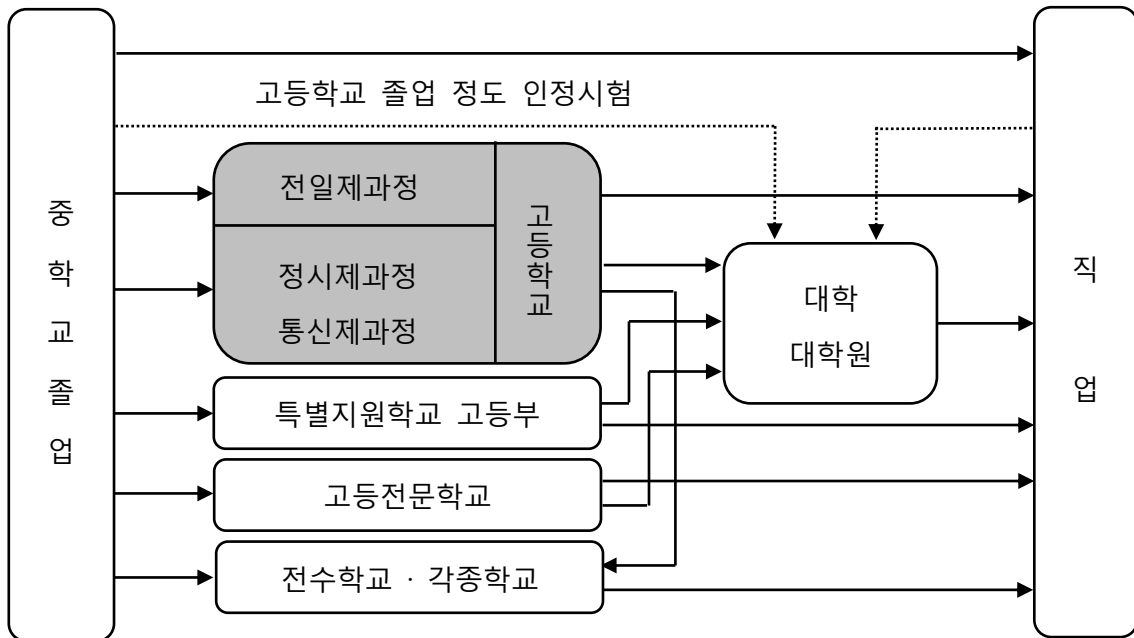 중학교졸업
고등학교 졸업 정도 인정시험
전일제과정
정시제과정
통신제과정
고등학교
특별지원학교 고등부
고등전문학교
전수학교 · 각종학교
대학
대학원
직업